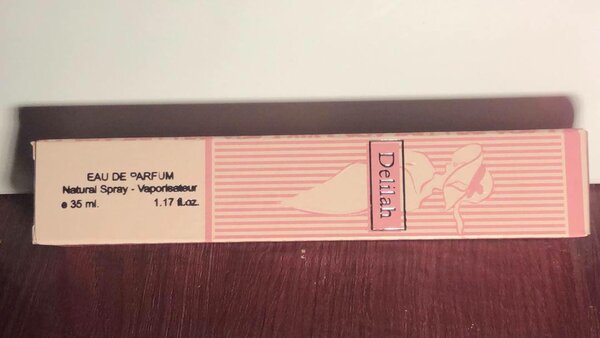 EAU DE PARFUM
Natural Spray - Vaporisateur
e 35 ml. 1.17 fl.oz.
Delilah